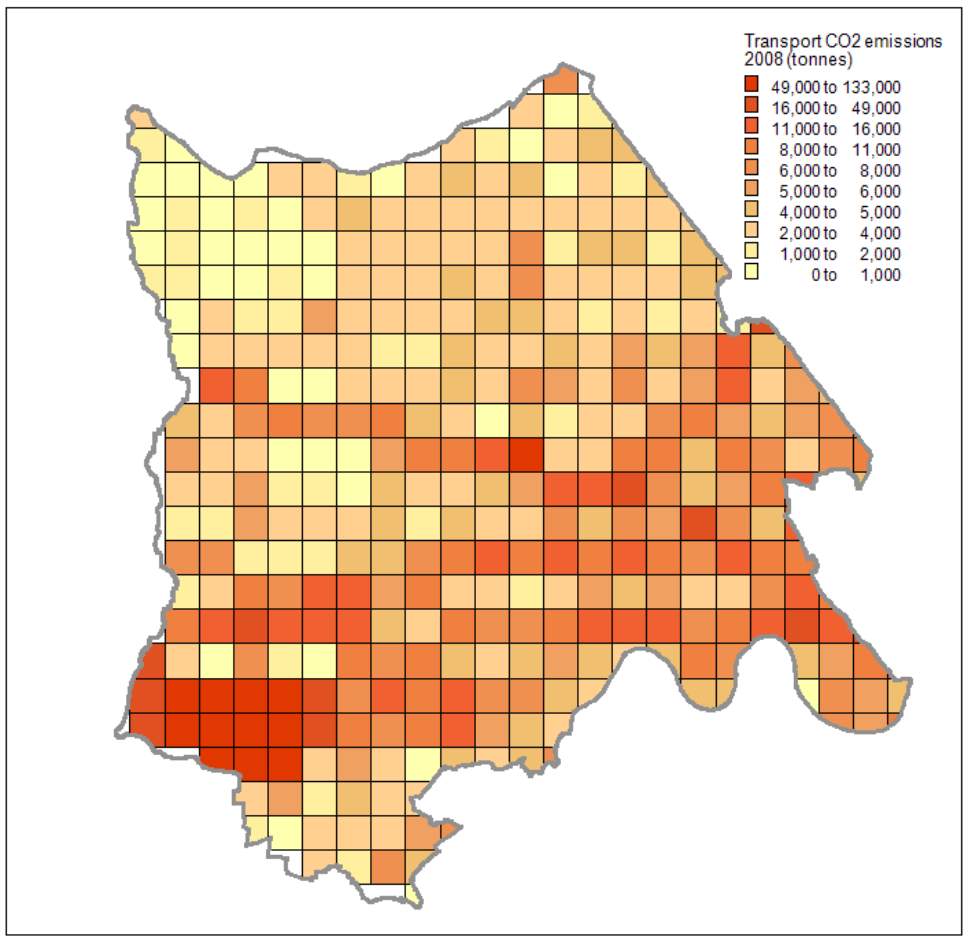 Transport CO2 emissions
2008 (tonnes)
49,000 to 133,000
16,000 to 49,000
11,000 to 16,000
8,000 to 11,000
6,000 to 8,000
5,000 to 6,000
4,000 to 5,000
2,000 to 4,000
1,000 to 2,000
0 to 1,000